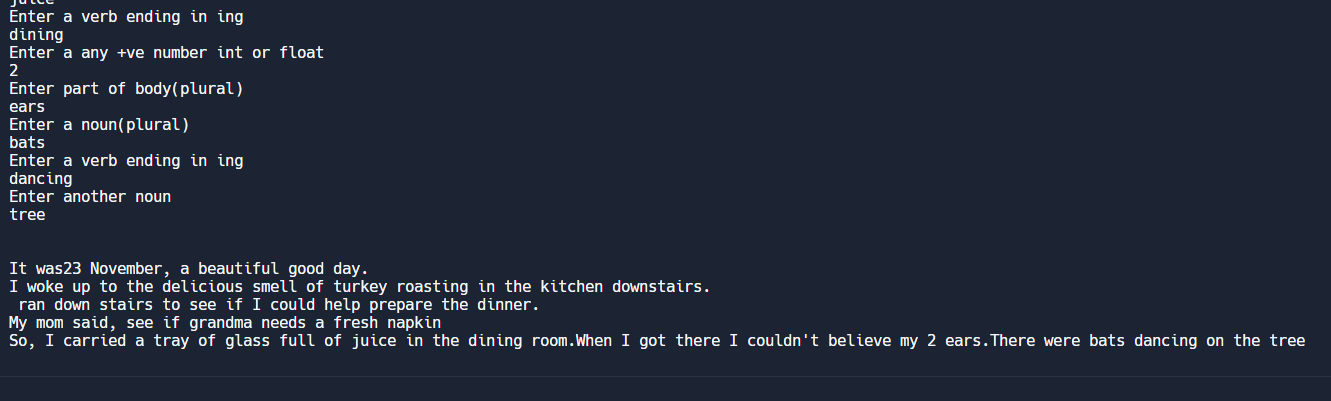 juice
Enter a verb ending in ing
dining
Enter a any +ve number int or float
2
Enter part of body(plural)
ears
Enter a noun(plural)
bats
Enter a verb ending in ing
dancing
Enter another noun
tree
It was23 November, a beautiful good day.
I woke up to the delicious smell of turkey roasting in the kitchen downstairs.
ran down stairs to see if I could help prepare the dinner.
My mom said, see if grandma needs a fresh napkin
So, I carried a tray of glass full of juice in the dining room.When I got there I couldn't believe my 2 ears.There were bats dancing on the tree